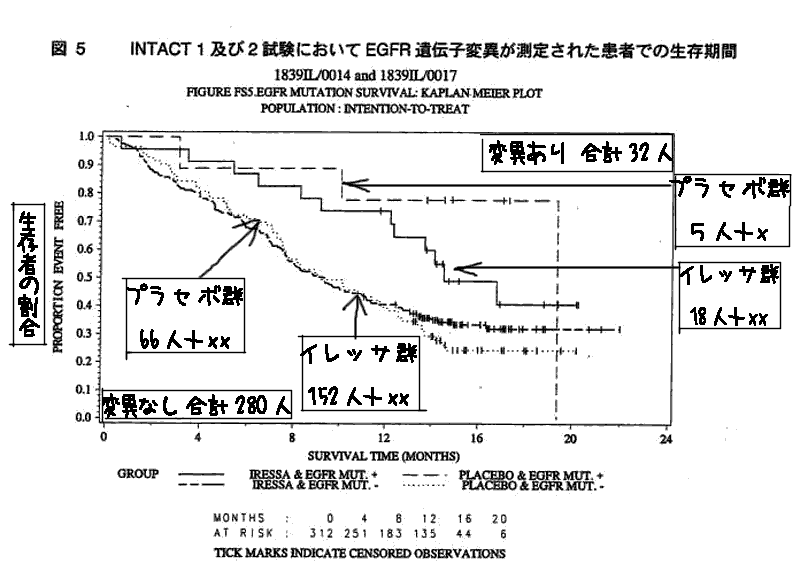 図 5 INTACT 1 及び 2 試験において EGFR 遺伝子変異が測定された患者での生存期間
1839IL/0014 and 1839IL/0017
FIGURE FS5.EGFR MUTATION SURVIVAL: KAPLAN-MEIER PLOT
POPULATION : INTENTION-TO-TREAT
変異あり 合計 32 人
プラセボ群
5 人+x
イレッサ群
18 人+xx
プラセボ群
66 人+xx
イレッサ群
152 人+xx
変異なし 合計 280 人
生存者の割合
PROPORTION EVENT FREE
1.0
0.9
0.8
0.7
0.6
0.5
0.4
0.3
0.2
0.1
0.0
0 4 8 12 16 20 24
SURVIVAL TIME (MONTHS)
GROUP IRESSA & EGFR MUT. + PLACEBO & EGFR MUT. +
IRESSA & EGFR MUT. - PLACEBO & EGFR MUT. -
MONTHS : 0 4 8 12 16 20
AT RISK : 312 251 183 135 44 6
TICK MARKS INDICATE CENSORED OBSERVATIONS